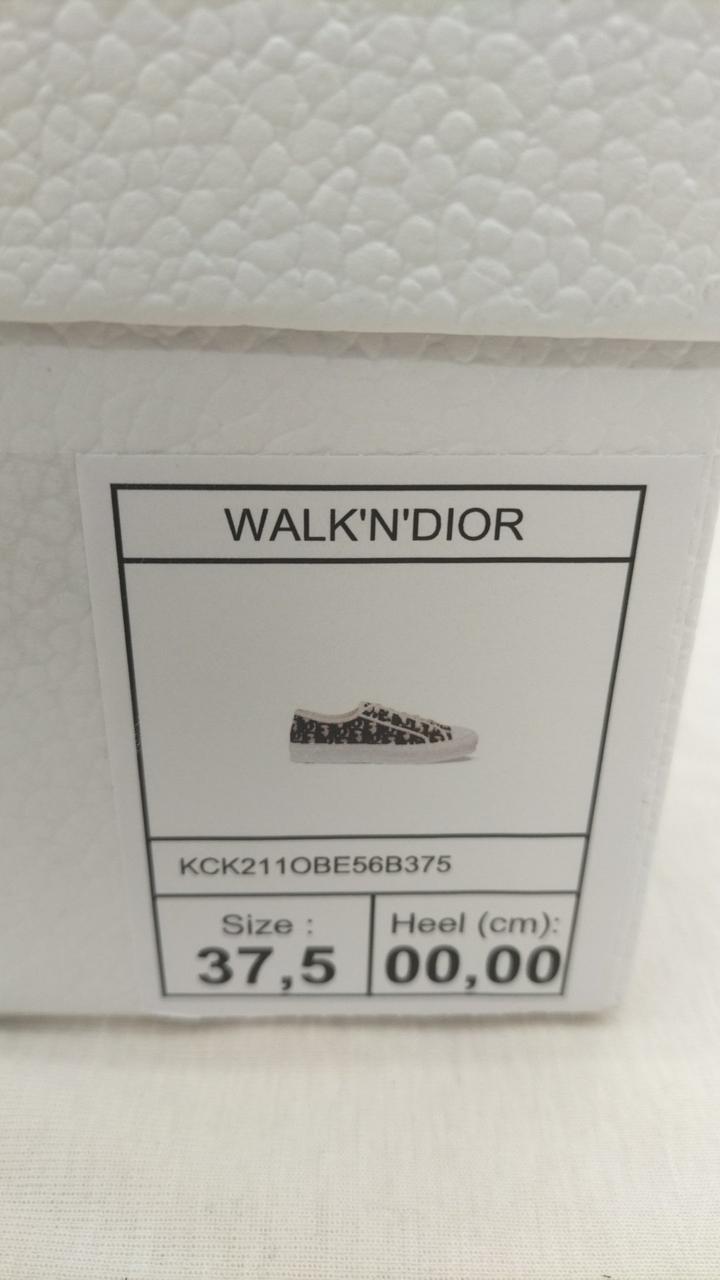 WALK'N'DIOR
KCK211OBE56B375
Size :
37,5
Heel (cm):
00,00